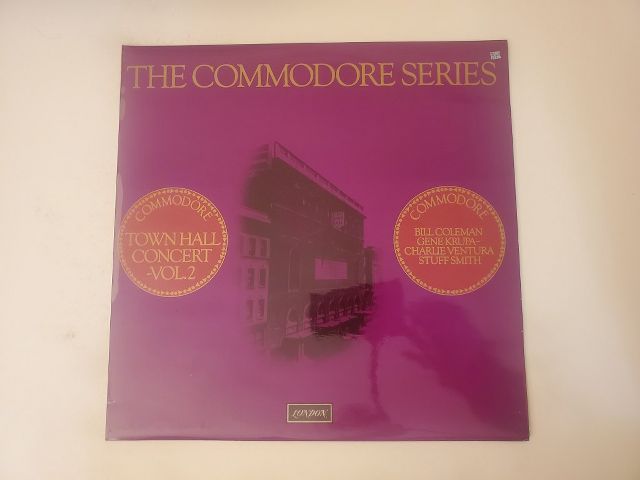 THE COMMODORE SERIES
COMMODORE
TOWN HALL
CONCERT
-VOL.2
COMMODORE
BILL COLEMAN
GENE KRUPA-
CHARLIE VENTURA
STUFF SMITH
LONDON